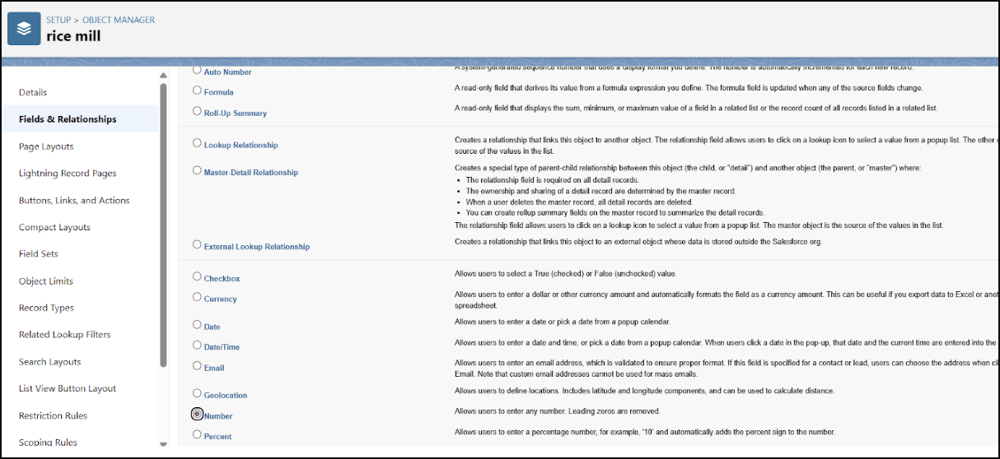 SETUP > OBJECT MANAGER
rice mill
Details
Fields & Relationships
Page Layouts
Lightning Record Pages
Buttons, Links, and Actions
Compact Layouts
Field Sets
Object Limits
Record Types
Related Lookup Filters
Search Layouts
List View Button Layout
Restriction Rules
Scoping Rules
Auto Number
A system-generated sequence number that uses a display format you define. The number is automatically incremented for each new record.
Formula
A read-only field that derives its value from a formula expression you define. The formula field is updated when any of the source fields change.
Roll-Up Summary
A read-only field that displays the sum, minimum, or maximum value of a field in a related list or the record count of all records listed in a related list.
Lookup Relationship
Creates a relationship that links this object to another object. The relationship field allows users to click on a lookup icon to select a value from a popup list. The other
source of the values in the list.
Master-Detail Relationship
Creates a special type of parent-child relationship between this object (the child, or "detail") and another object (the parent, or "master") where:
• The relationship field is required on all detail records.
• The ownership and sharing of a detail record are determined by the master record.
• When a user deletes the master record, all detail records are deleted.
• You can create rollup summary fields on the master record to summarize the detail records.
The relationship field allows users to click on a lookup icon to select a value from a popup list. The master object is the source of the values in the list.
External Lookup Relationship
Creates a relationship that links this object to an external object whose data is stored outside the Salesforce org.
Checkbox
Allows users to select a True (checked) or False (unchecked) value.
Currency
Allows users to enter a dollar or other currency amount and automatically formats the field as a currency amount. This can be useful if you export data to Excel or
spreadsheet.
Date
Allows users to enter a date or pick a date from a popup calendar.
Date/Time
Allows users to enter a date and time, or pick a date from a popup calendar. When users click a date in the pop-up, that date and the current time are entered into the
Email
Allows users to enter an email address, which is validated to ensure proper format. If this field is specified for a contact or lead, users can choose the address when
Email. Note that custom email addresses cannot be used for mass emails.
Geolocation
Allows users to define locations. Includes latitude and longitude components, and can be used to calculate distance.
Number
Allows users to enter any number. Leading zeros are removed.
Percent
Allows users to enter a percentage number, for example, '10' and automatically adds the percent sign to the number.